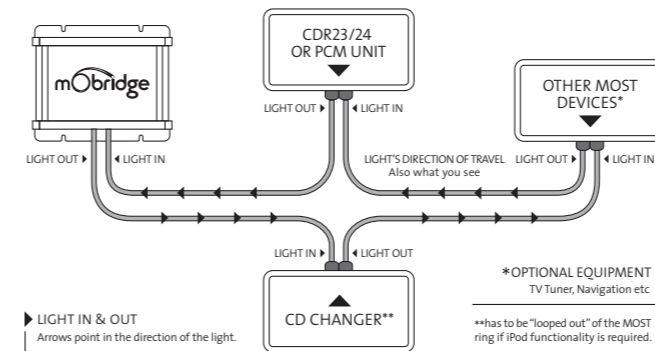 mObridge
CDR23/24
OR PCM UNIT
OTHER MOST
DEVICES*
LIGHT OUT
LIGHT IN
LIGHT OUT
LIGHT IN
LIGHT'S DIRECTION OF TRAVEL
Also what you see
LIGHT OUT
LIGHT IN
LIGHT IN
LIGHT OUT
CD CHANGER**
LIGHT IN & OUT
Arrows point in the direction of the light.
*OPTIONAL EQUIPMENT
TV Tuner, Navigation etc
**has to be "looped out" of the MOST
ring if iPod functionality is required.